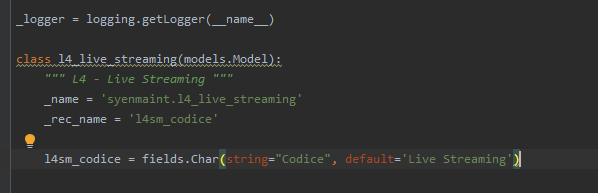 _logger = logging.getLogger(__name__)
class l4_live_streaming(models.Model):
""" L4 - Live Streaming """
_name = 'syenmaint.l4_live_streaming'
_rec_name = 'l4sm_codice'
l4sm_codice = fields.Char(string="Codice", default='Live Streaming')